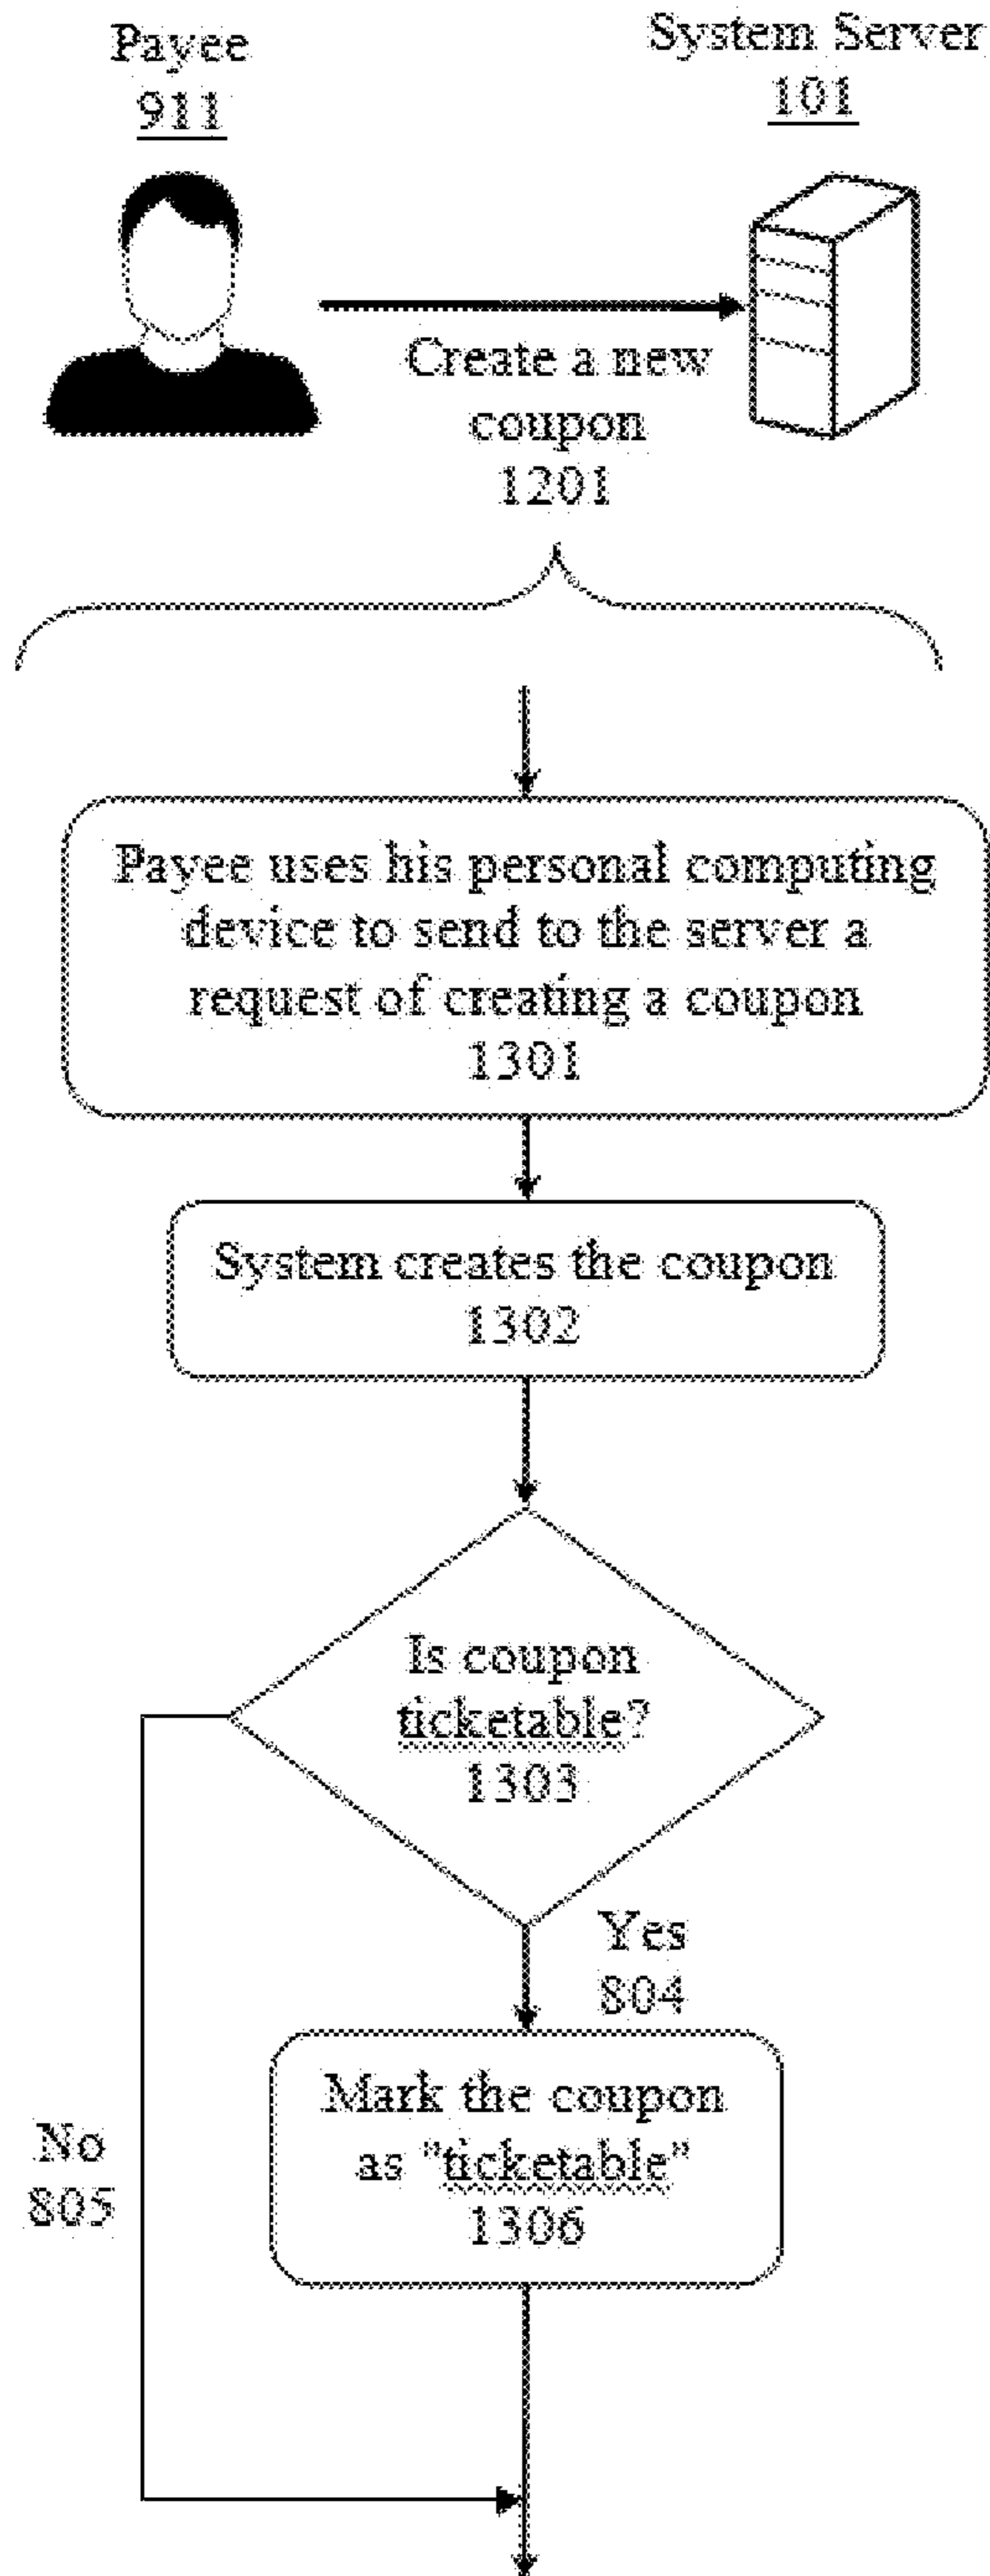 Payee
911
System Server
101
Create a new
coupon
1201
Payee uses his personal computing
device to send to the server a
request of creating a coupon
1301
System creates the coupon
1302
Is coupon
ticketable?
1303
Yes
804
Mark the coupon
as "ticketable"
1306
No
805